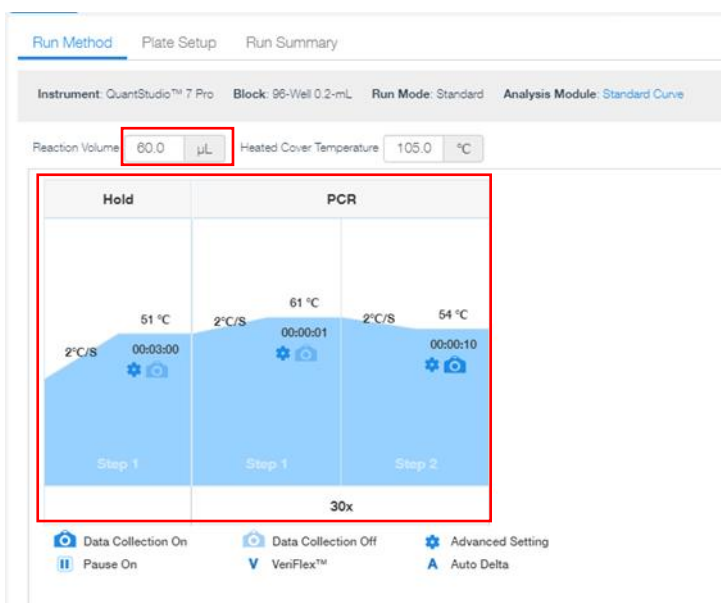 Run Method Plate Setup Run Summary
Instrument: QuantStudio™ 7 Pro Block: 96-Well 0.2-mL Run Mode: Standard Analysis Module: Standard Curve
Reaction Volume 60.0 µL Heated Cover Temperature 105.0 °C
Hold PCR
61 °C
51 °C 2°C/S 2°C/S 54 °C
00:00:01
2°C/S 00:03:00 00:00:10
Step 1 Step 1 Step 2
30x
Data Collection On Data Collection Off Advanced Setting
Pause On V VeriFlex™ A Auto Delta